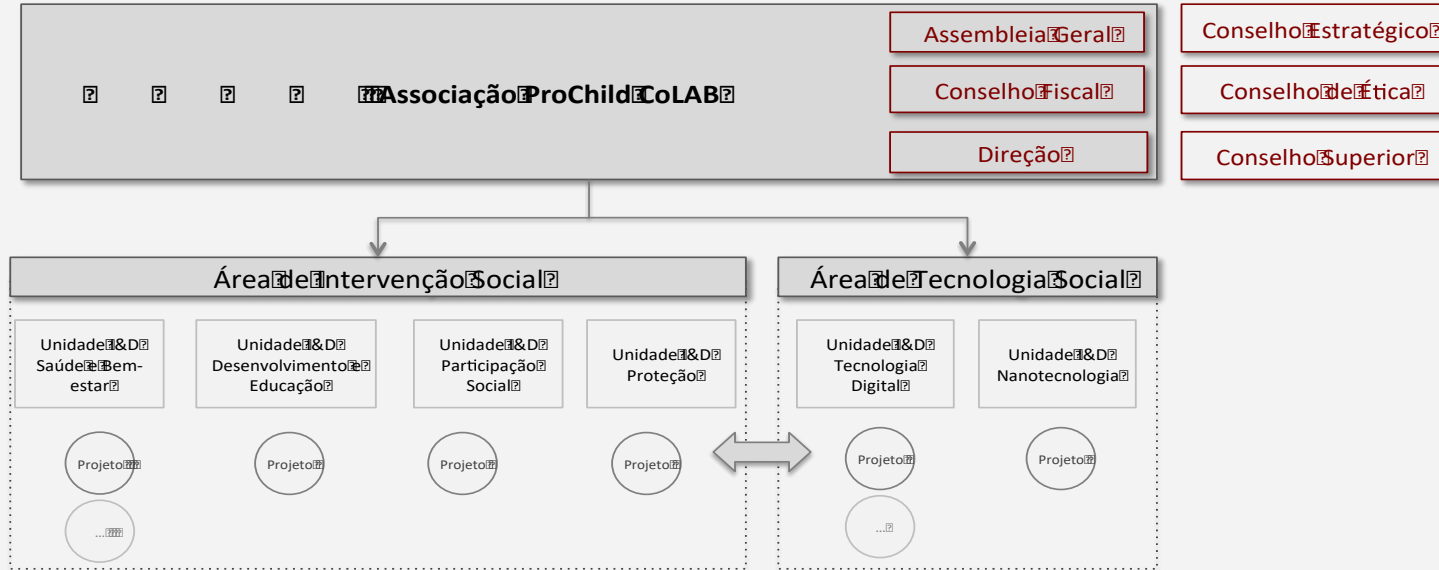 Associação ProChild CoLAB
Assembleia Geral
Conselho Fiscal
Direção
Conselho Estratégico
Conselho de Ética
Conselho Superior
Área de Intervenção Social
Área de Tecnologia Social
Unidade I&D
Saúde e Bem-
estar
Unidade I&D
Desenvolvimento e
Educação
Unidade I&D
Participação
Social
Unidade I&D
Proteção
Unidade I&D
Tecnologia
Digital
Unidade I&D
Nanotecnologia
Projeto
Projeto
Projeto
Projeto
Projeto
Projeto
...
...